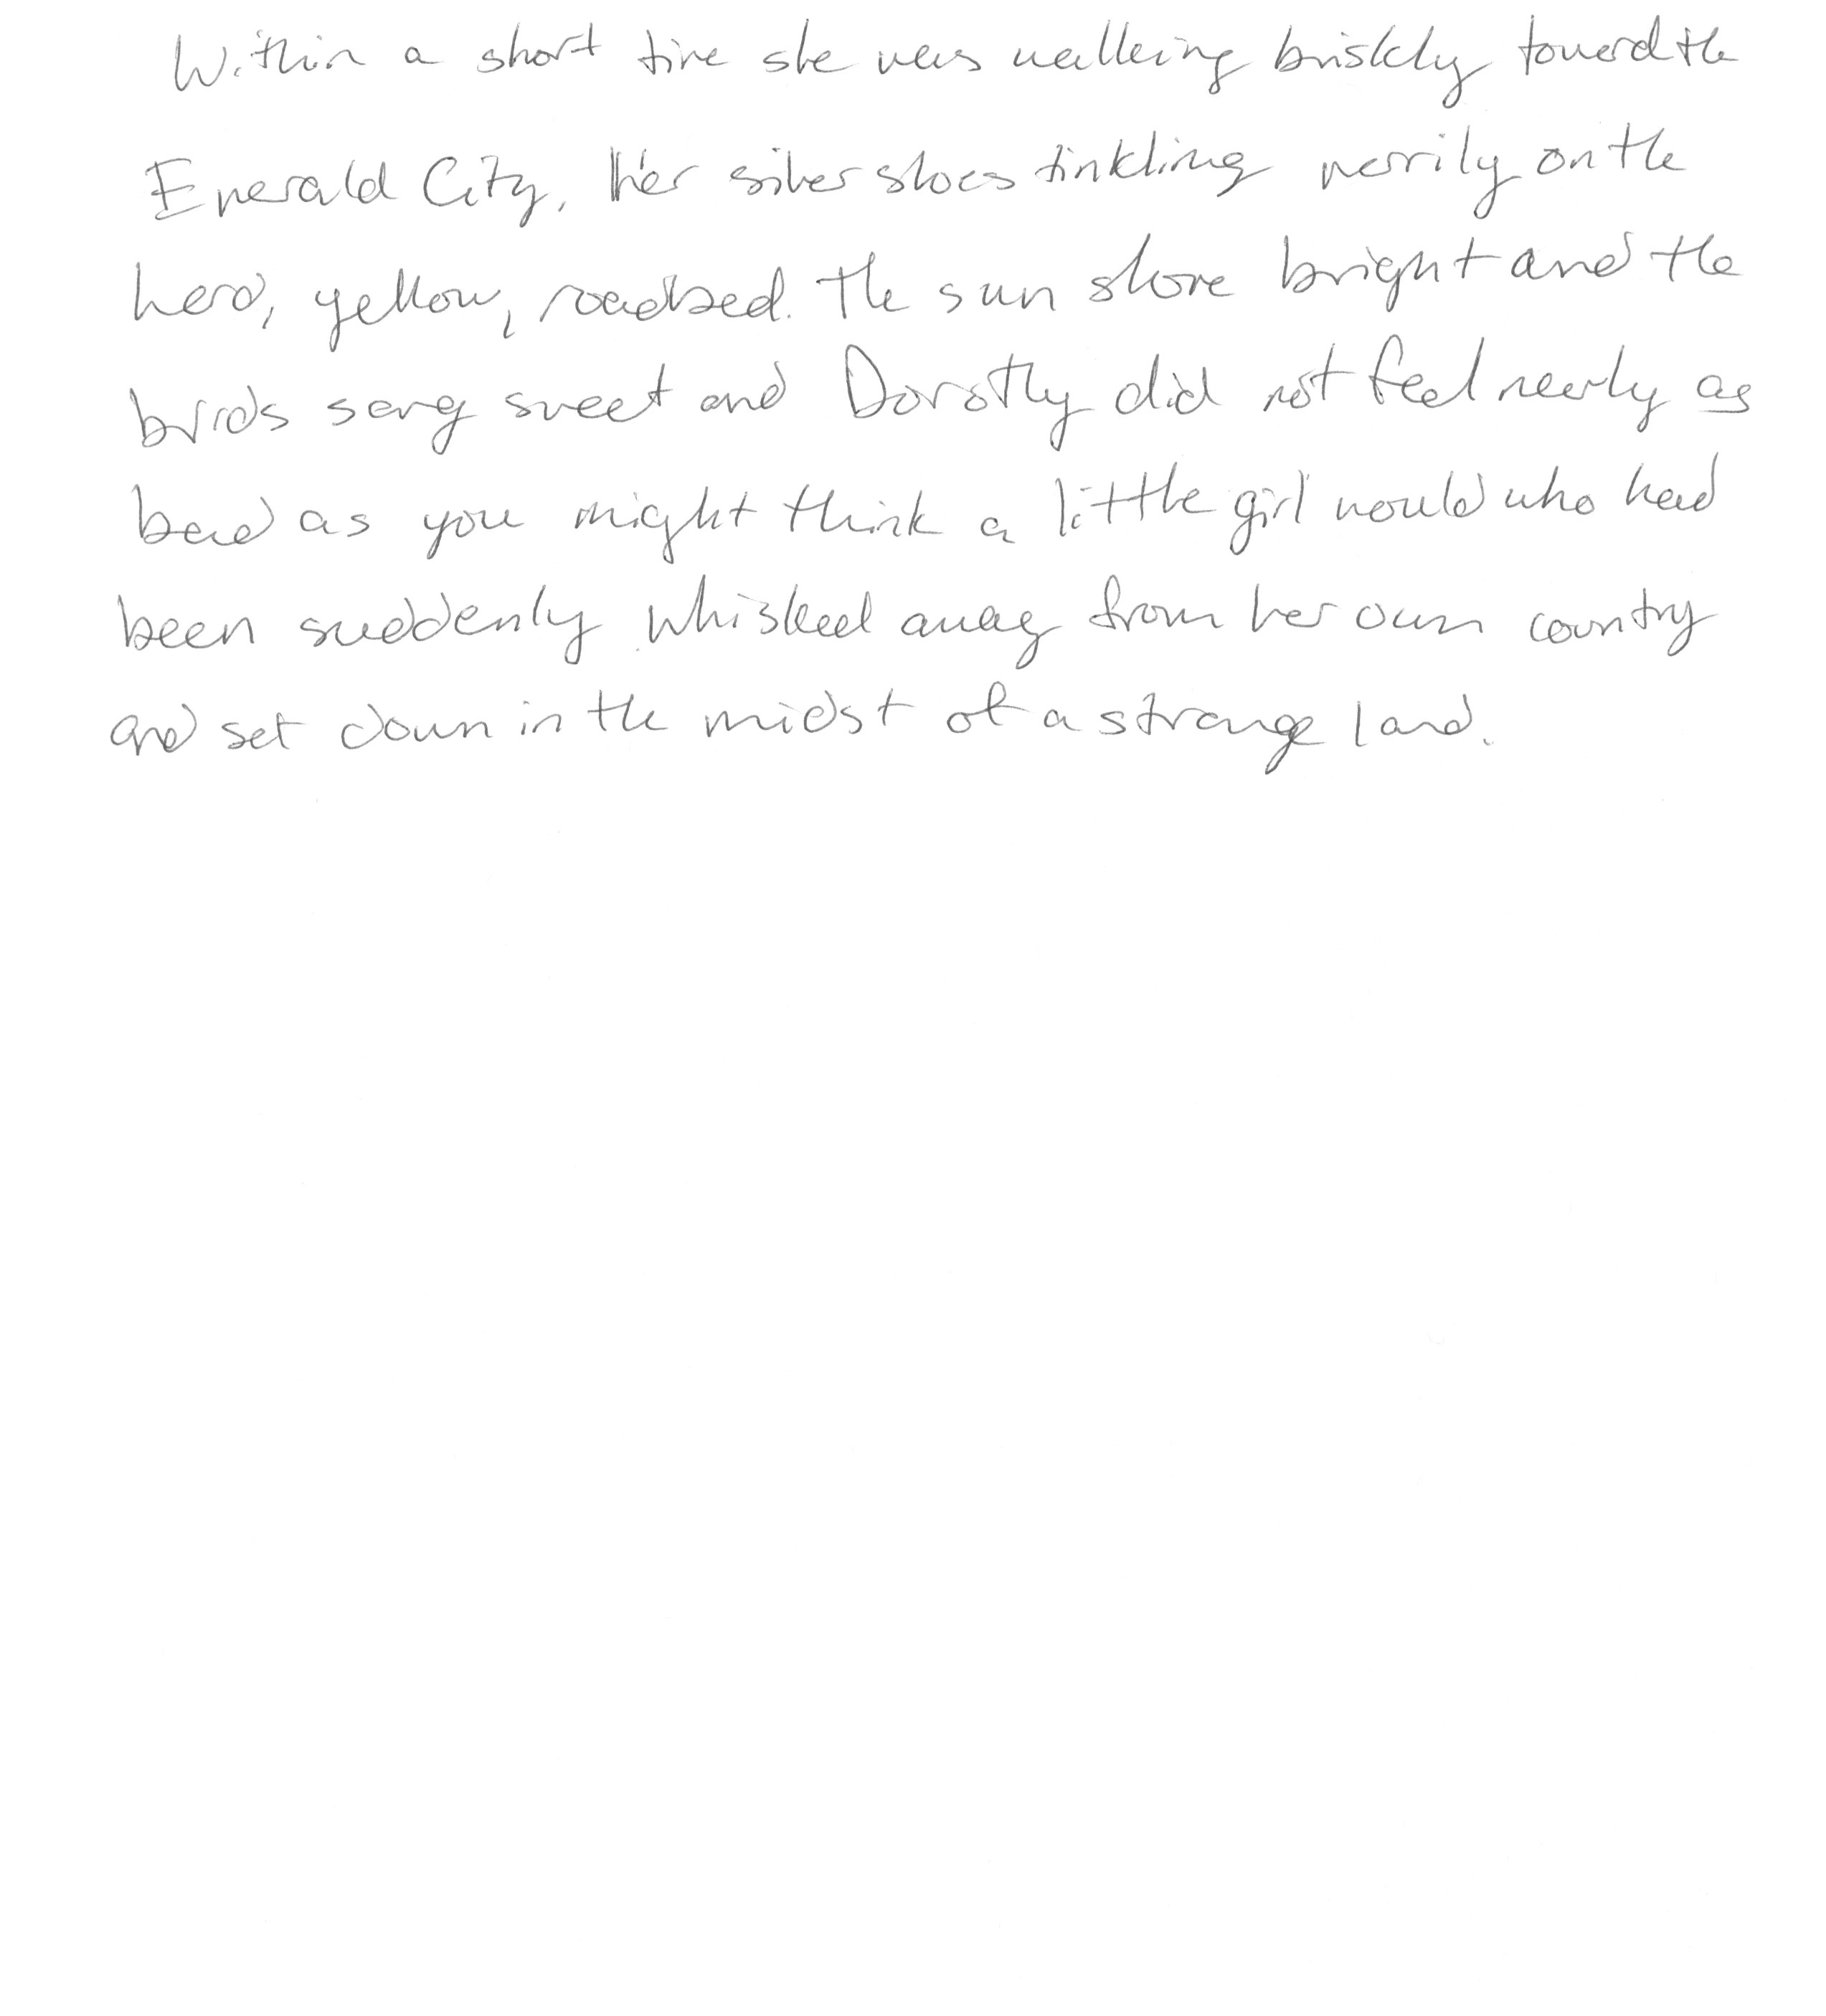 Within a short time she was walking briskly toward the
Emerald City, her silver shoes tinkling merrily on the
hard, yellow, roadbed. The sun shone bright and the
birds sang sweet and Dorothy did not feel nearly as
bad as you might think a little girl would who had
been suddenly whisked away from her own country
and set down in the midst of a strange land.